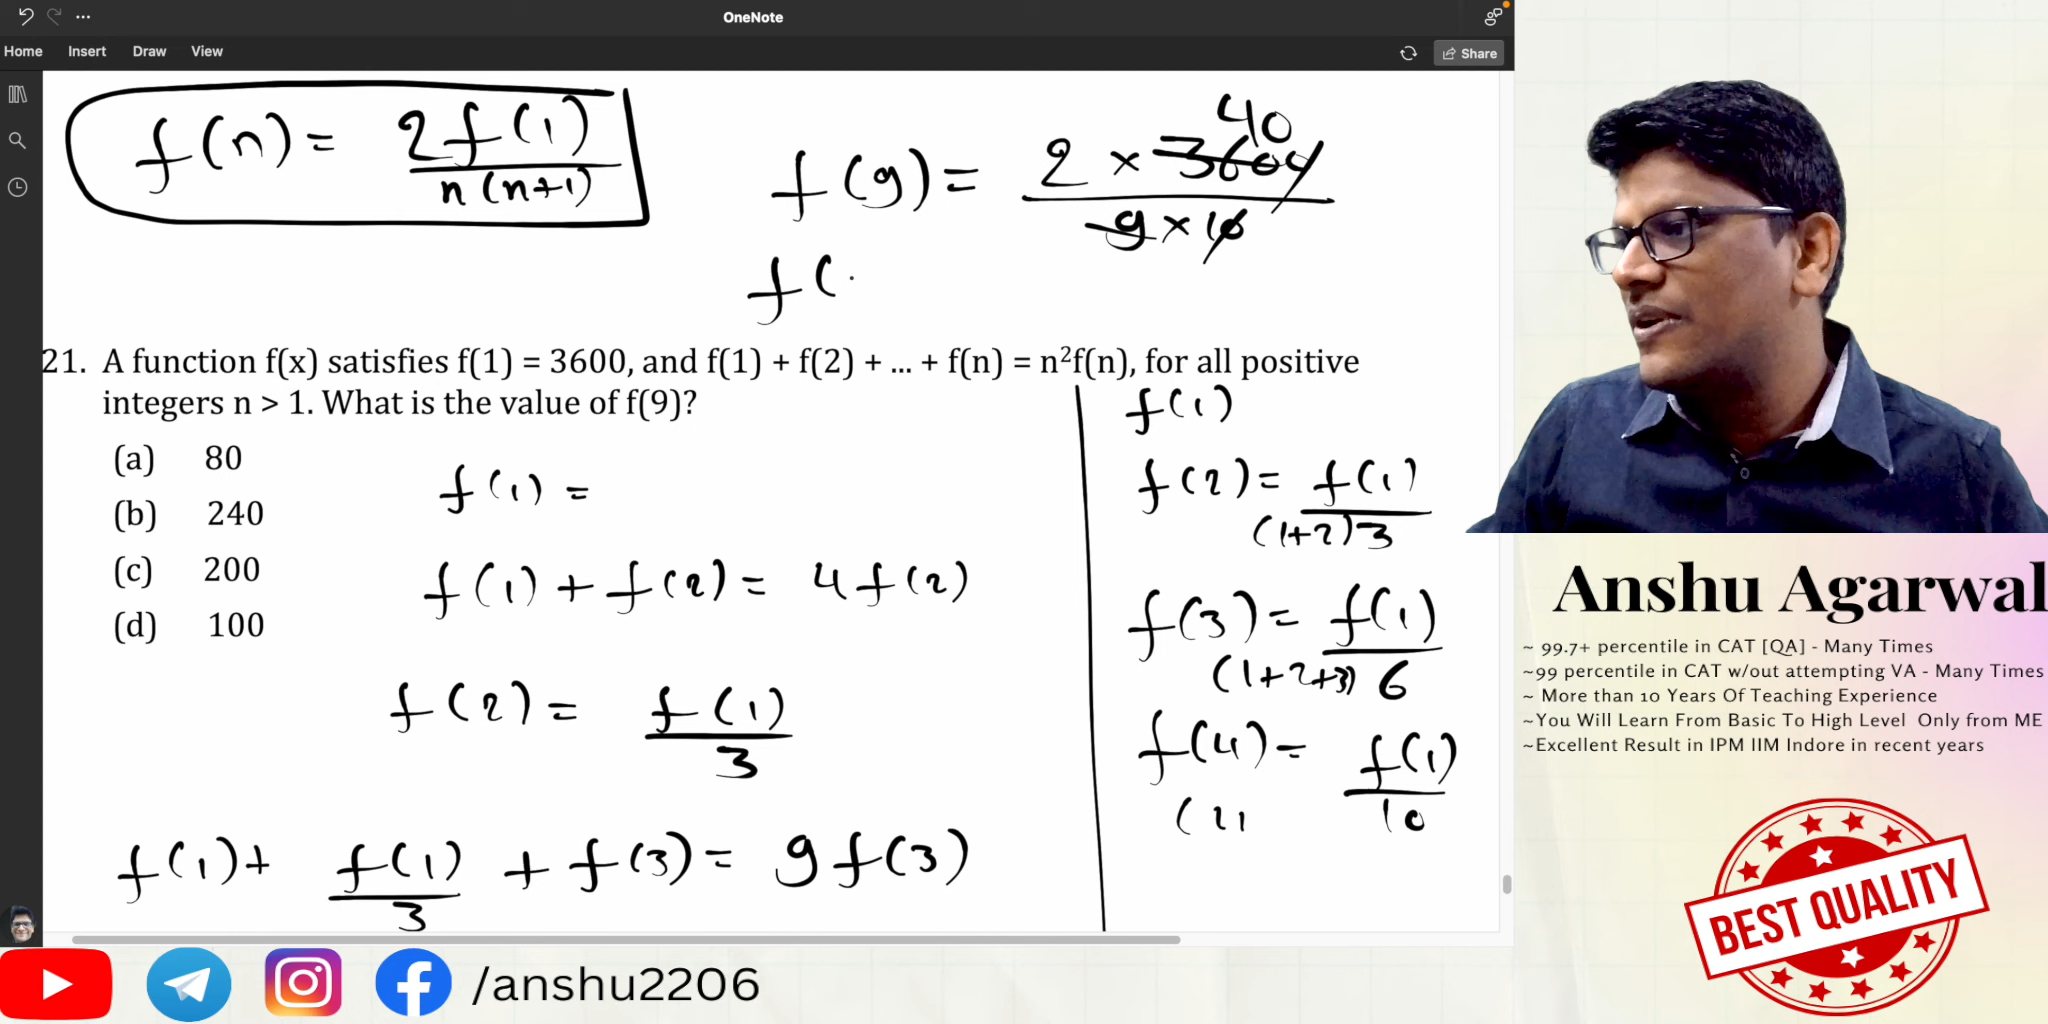 OneNote
Home Insert Draw View
Share
f(n) = 2f(1) / n(n+1)
f(9) = 2 × 3600 / 9 × 10
40
f(
21. A function f(x) satisfies f(1) = 3600, and f(1) + f(2) + ... + f(n) = n²f(n), for all positive
integers n > 1. What is the value of f(9)?
(a) 80
(b) 240
(c) 200
(d) 100
f(1) =
f(1) + f(2) = 4f(2)
f(2) = f(1) / 3
f(1) + f(1) / 3 + f(3) = 9f(3)
f(1)
f(2) = f(1) / 3
(1+2)
f(3) = f(1) / 6
(1+2+3)
f(4) = f(1) / 10
Anshu Agarwal
~ 99.7+ percentile in CAT [QA] - Many Times
~99 percentile in CAT w/out attempting VA - Many Times
~ More than 10 Years Of Teaching Experience
~You Will Learn From Basic To High Level Only from ME
~Excellent Result in IPM IIM Indore in recent years
BEST QUALITY
/anshu2206